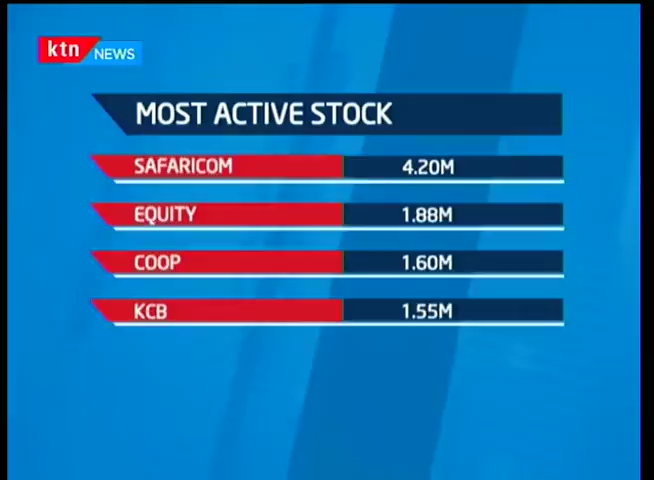 ktn NEWS
MOST ACTIVE STOCK
SAFARICOM 4.20M
EQUITY 1.88M
COOP 1.60M
KCB 1.55M